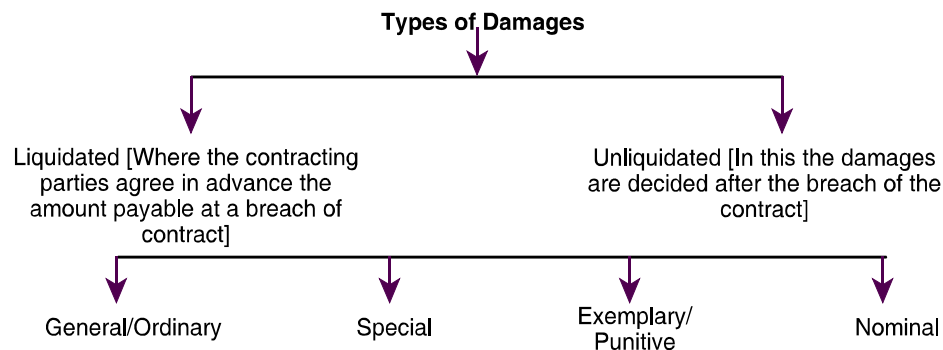 Types of Damages
Liquidated [Where the contracting
parties agree in advance the
amount payable at a breach of
contract]
Unliquidated [In this the damages
are decided after the breach of the
contract]
General/Ordinary
Special
Exemplary/
Punitive
Nominal